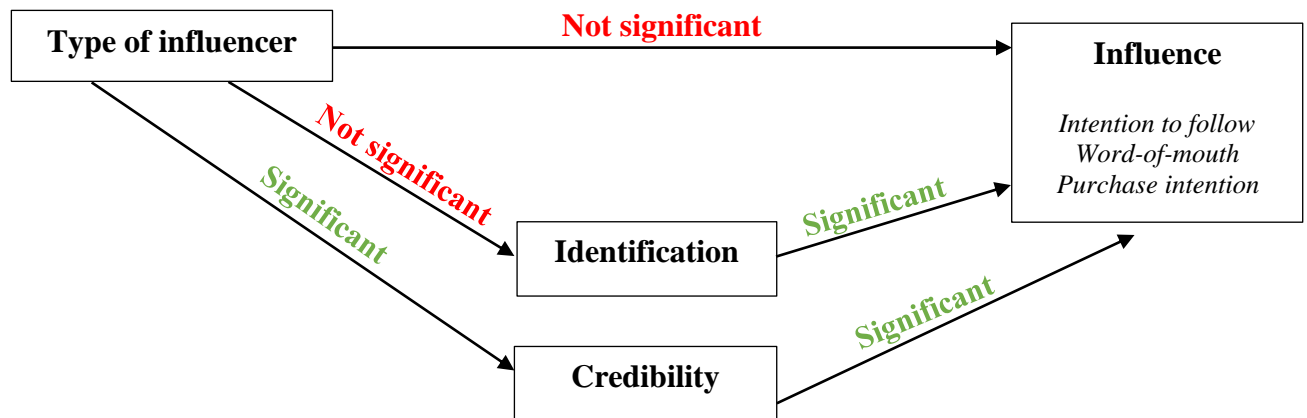 Type of influencer
Not significant
Influence
Intention to follow
Word-of-mouth
Purchase intention
Not significant
Significant
Significant
Identification
Significant
Credibility